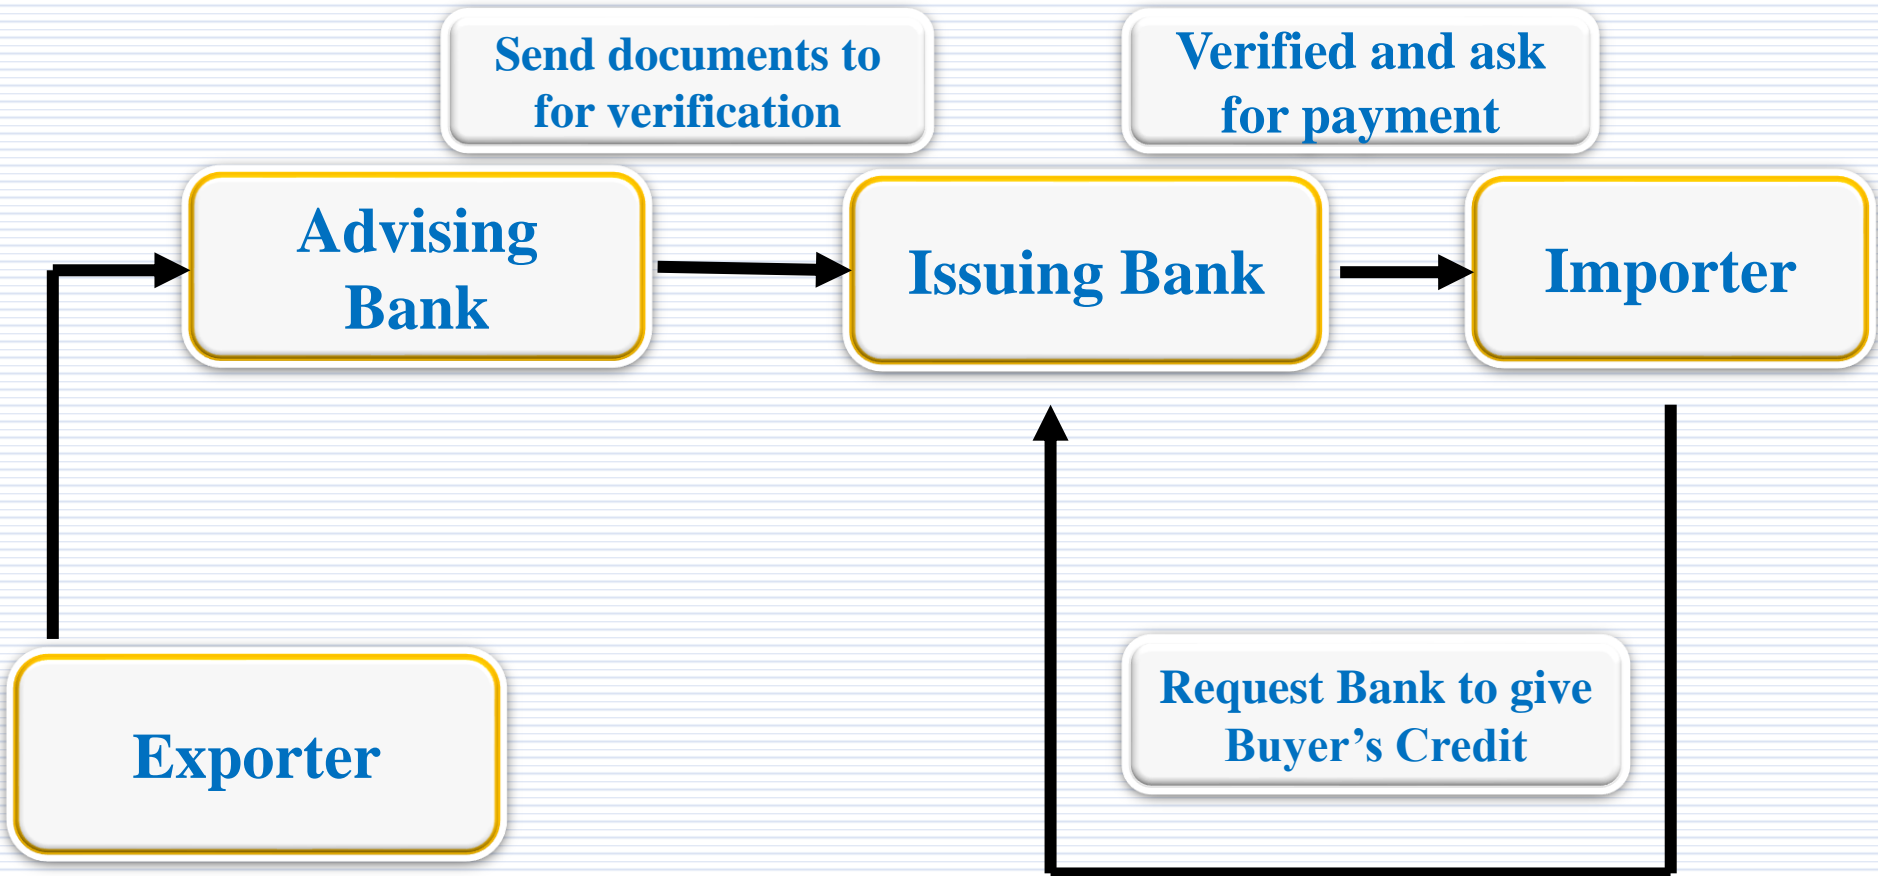 Send documents to
for verification
Verified and ask
for payment
Advising
Bank
Issuing Bank
Importer
Exporter
Request Bank to give
Buyer’s Credit